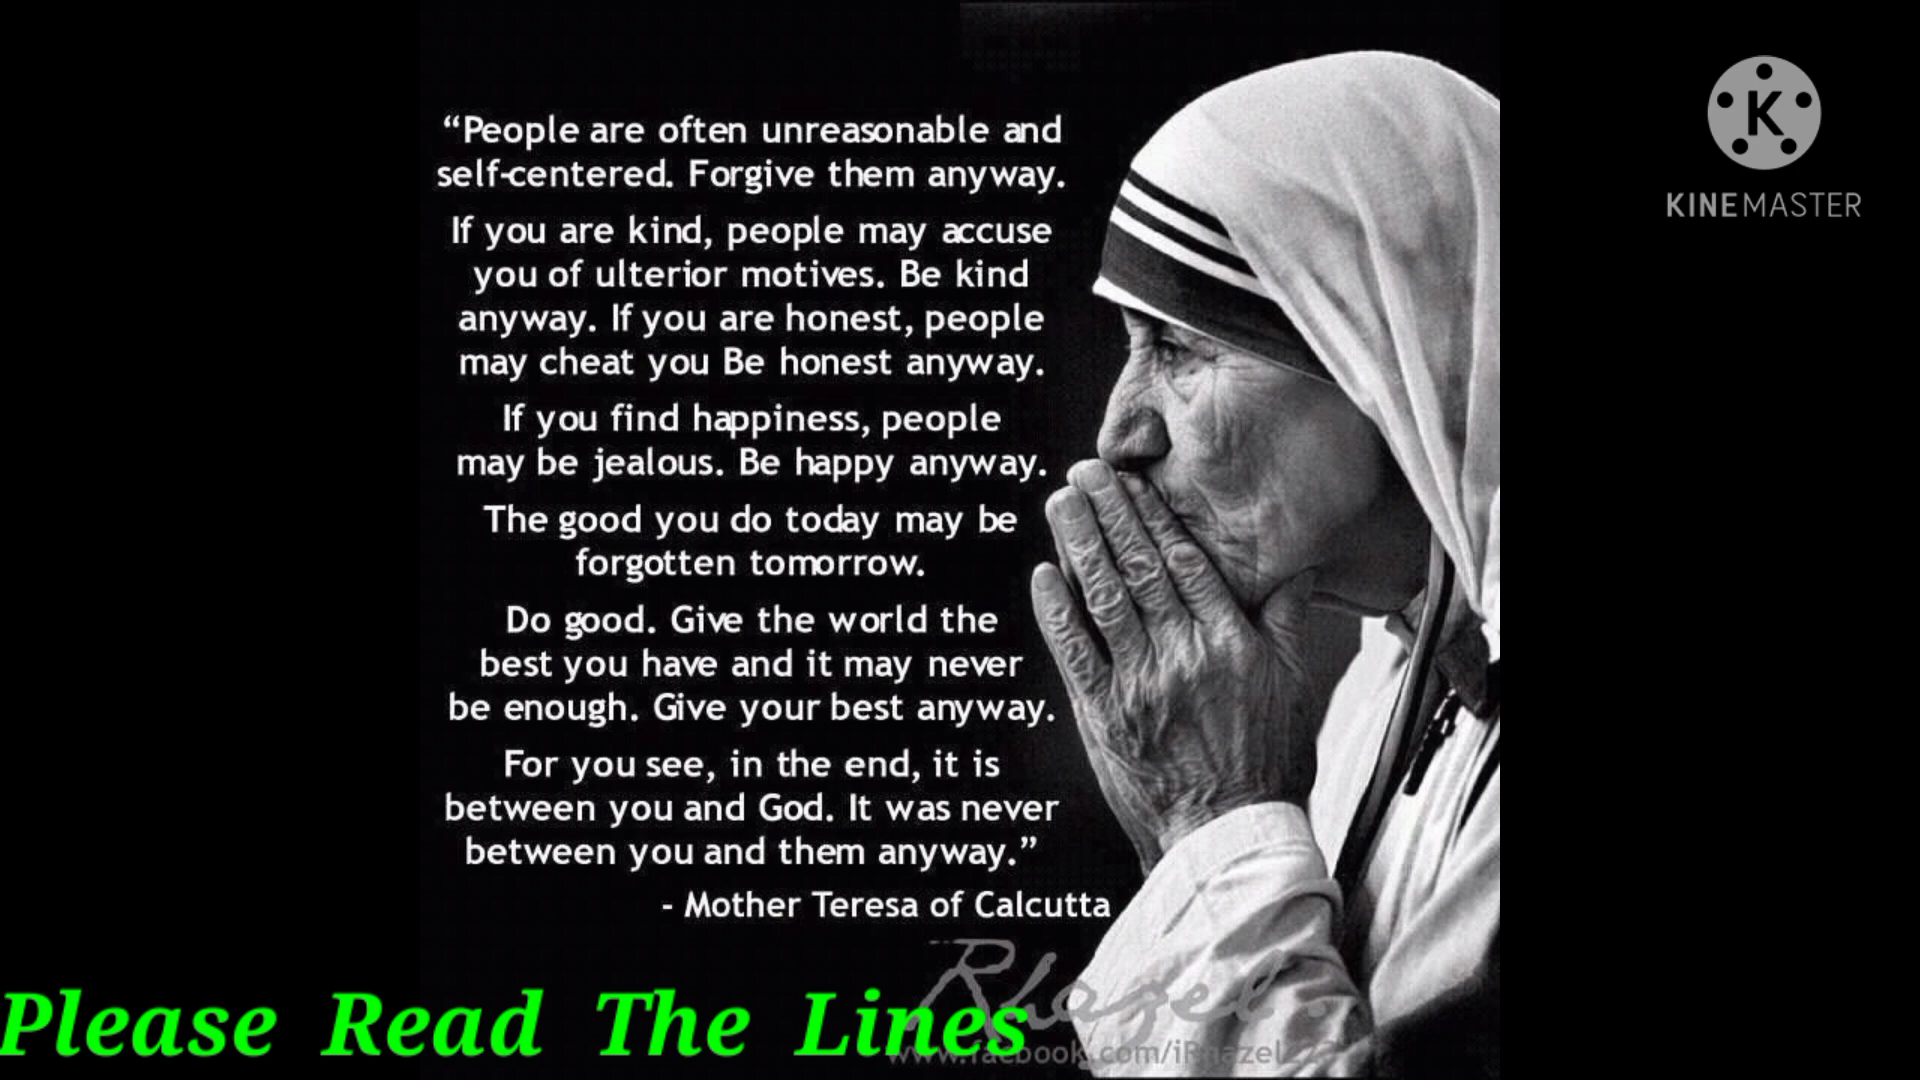 “People are often unreasonable and
self-centered. Forgive them anyway.
If you are kind, people may accuse
you of ulterior motives. Be kind
anyway. If you are honest, people
may cheat you Be honest anyway.
If you find happiness, people
may be jealous. Be happy anyway.
The good you do today may be
forgotten tomorrow.
Do good. Give the world the
best you have and it may never
be enough. Give your best anyway.
For you see, in the end, it is
between you and God. It was never
between you and them anyway.”
- Mother Teresa of Calcutta
Rhazel
Please Read The Lines
K
KINEMASTER